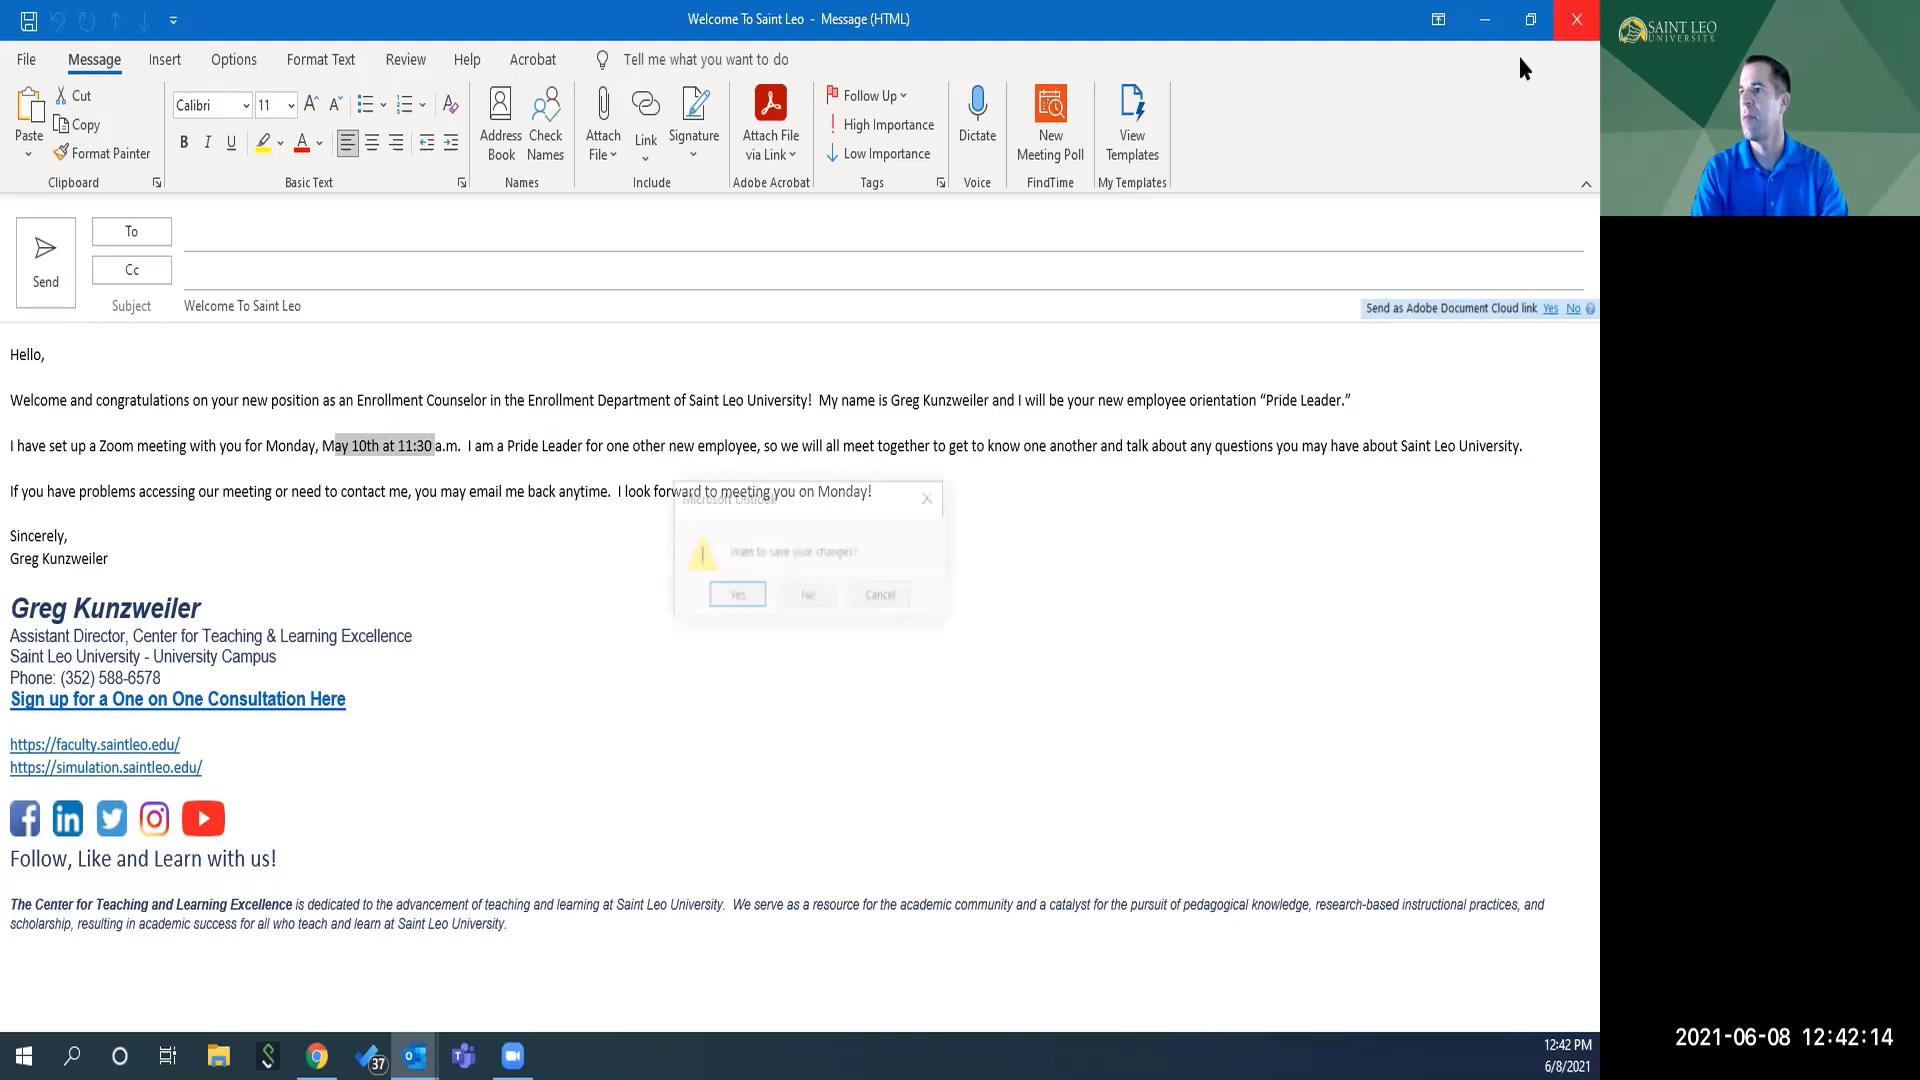 Welcome To Saint Leo - Message (HTML)
SAINT LEO
UNIVERSITY
File Message Insert Options Format Text Review Help Acrobat Tell me what you want to do
Paste
Cut
Copy
Format Painter
Clipboard
Calibri 11
B I U A
Basic Text
Address Book
Check Names
Names
Attach File
Link
Signature
Include
Attach File via Link
Adobe Acrobat
Follow Up
High Importance
Low Importance
Tags
Dictate
Voice
New Meeting Poll
FindTime
View Templates
My Templates
Send
To
Cc
Subject Welcome To Saint Leo
Send as Adobe Document Cloud link Yes No
Hello,
Welcome and congratulations on your new position as an Enrollment Counselor in the Enrollment Department of Saint Leo University! My name is Greg Kunzweiler and I will be your new employee orientation “Pride Leader.”
I have set up a Zoom meeting with you for Monday, May 10th at 11:30 a.m. I am a Pride Leader for one other new employee, so we will all meet together to get to know one another and talk about any questions you may have about Saint Leo University.
If you have problems accessing our meeting or need to contact me, you may email me back anytime. I look forward to meeting you on Monday!
Microsoft Outlook
Want to save your changes?
Yes No Cancel
Sincerely,
Greg Kunzweiler
Greg Kunzweiler
Assistant Director, Center for Teaching & Learning Excellence
Saint Leo University - University Campus
Phone: (352) 588-6578
Sign up for a One on One Consultation Here
https://faculty.saintleo.edu/
https://simulation.saintleo.edu/
Follow, Like and Learn with us!
The Center for Teaching and Learning Excellence is dedicated to the advancement of teaching and learning at Saint Leo University. We serve as a resource for the academic community and a catalyst for the pursuit of pedagogical knowledge, research-based instructional practices, and
scholarship, resulting in academic success for all who teach and learn at Saint Leo University.
37
12:42 PM
6/8/2021
2021-06-08 12:42:14